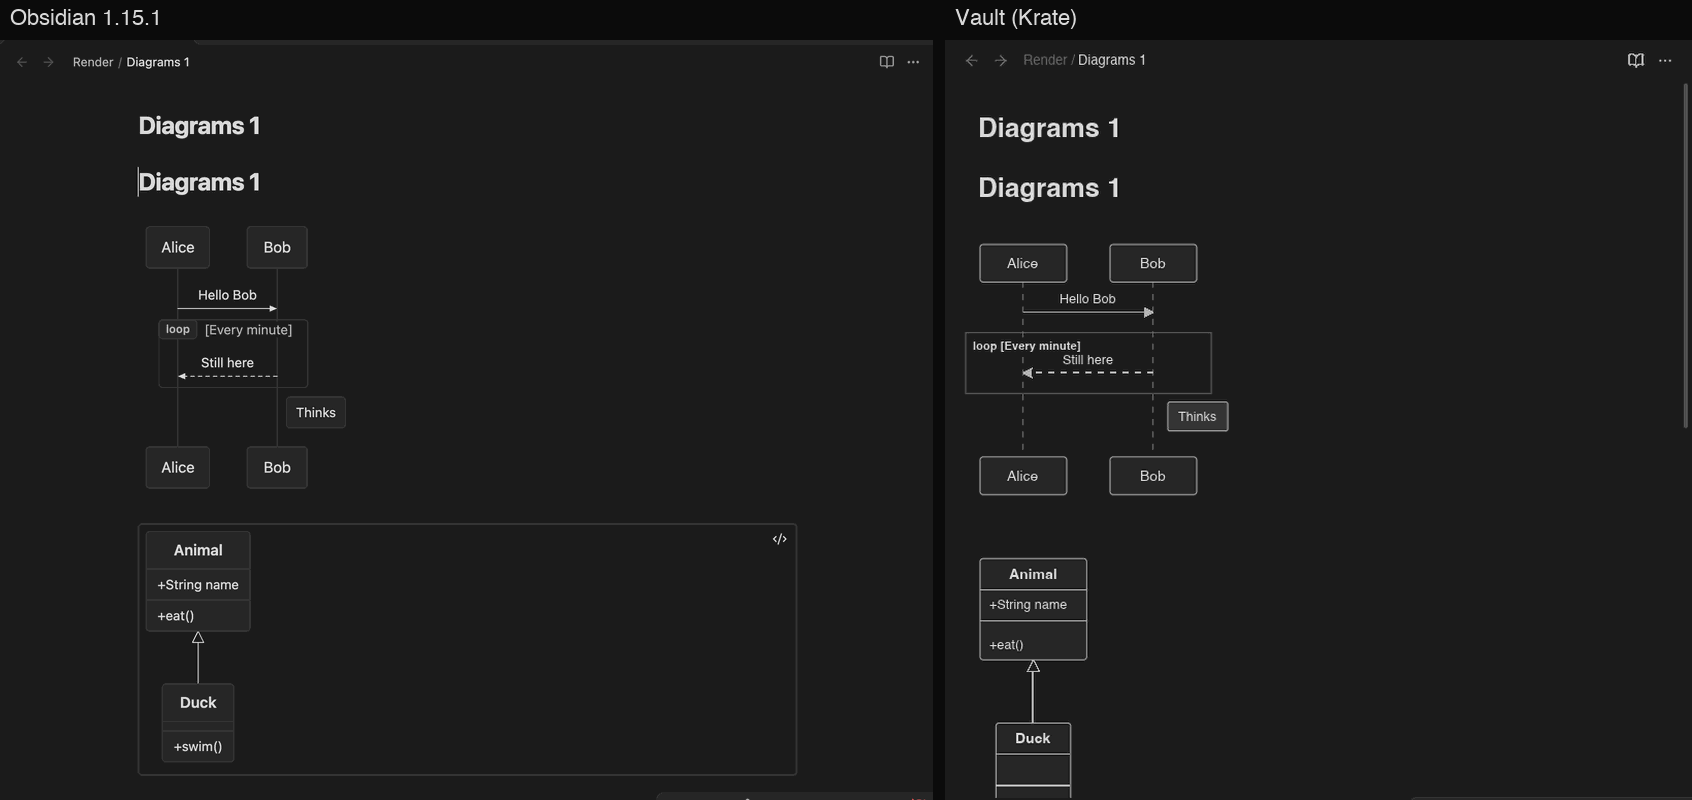 Obsidian 1.15.1
Render / Diagrams 1
Diagrams 1
Diagrams 1
Alice Bob
Hello Bob
loop [Every minute]
Still here
Thinks
Alice Bob
</>
Animal
+String name
+eat()
Duck
+swim()
Vault (Krate)
Render / Diagrams 1
Diagrams 1
Diagrams 1
Alice Bob
Hello Bob
loop [Every minute]
Still here
Thinks
Alice Bob
Animal
+String name
+eat()
Duck